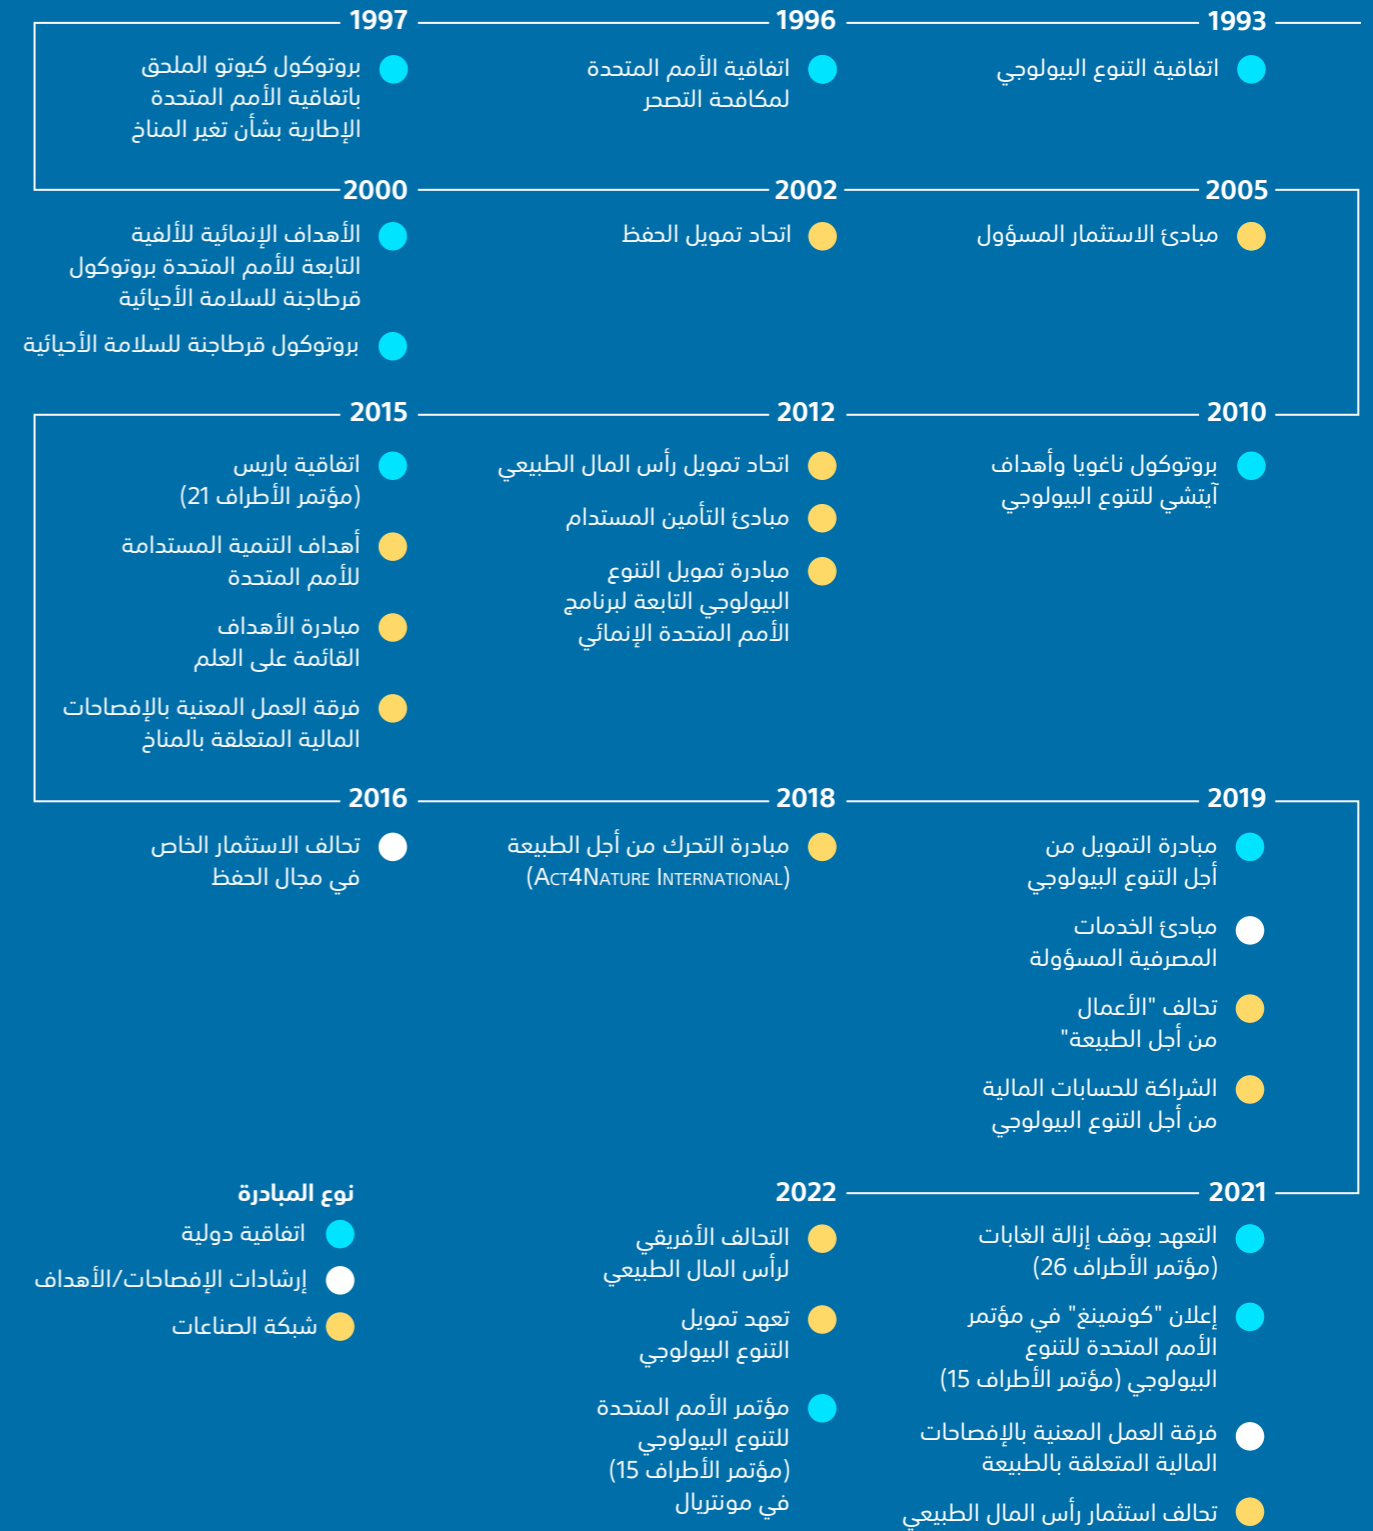 1993
اتفاقية التنوع البيولوجي
1996
اتفاقية الأمم المتحدة
لمكافحة التصحر
1997
بروتوكول كيوتو الملحق
باتفاقية الأمم المتحدة
الإطارية بشأن تغير المناخ
2000
الأهداف الإنمائية للألفية
التابعة للأمم المتحدة بروتوكول
قرطاجنة للسلامة الأحيائية
بروتوكول قرطاجنة للسلامة الأحيائية
2002
اتحاد تمويل الحفظ
2005
مبادئ الاستثمار المسؤول
2010
بروتوكول ناغويا وأهداف
آيتشي للتنوع البيولوجي
2012
اتحاد تمويل رأس المال الطبيعي
مبادئ التأمين المستدام
مبادرة تمويل التنوع
البيولوجي التابعة لبرنامج
الأمم المتحدة الإنمائي
2015
اتفاقية باريس
(مؤتمر الأطراف 21)
أهداف التنمية المستدامة
للأمم المتحدة
مبادرة الأهداف
القائمة على العلم
فرقة العمل المعنية بالإفصاحات
المالية المتعلقة بالمناخ
2016
تحالف الاستثمار الخاص
في مجال الحفظ
2018
مبادرة التحرك من أجل الطبيعة
(ACT4NATURE INTERNATIONAL)
2019
مبادرة التمويل من
أجل التنوع البيولوجي
مبادئ الخدمات
المصرفية المسؤولة
تحالف "الأعمال
من أجل الطبيعة"
الشراكة للحسابات المالية
من أجل التنوع البيولوجي
2021
التعهد بوقف إزالة الغابات
(مؤتمر الأطراف 26)
إعلان "كونمينغ" في مؤتمر
الأمم المتحدة للتنوع
البيولوجي (مؤتمر الأطراف 15)
فرقة العمل المعنية بالإفصاحات
المالية المتعلقة بالطبيعة
تحالف استثمار رأس المال الطبيعي
2022
التحالف الأفريقي
لرأس المال الطبيعي
تعهد تمويل
التنوع البيولوجي
مؤتمر الأمم المتحدة
للتنوع البيولوجي
(مؤتمر الأطراف 15)
في مونتريال
نوع المبادرة
اتفاقية دولية
إرشادات الإفصاحات/الأهداف
شبكة الصناعات